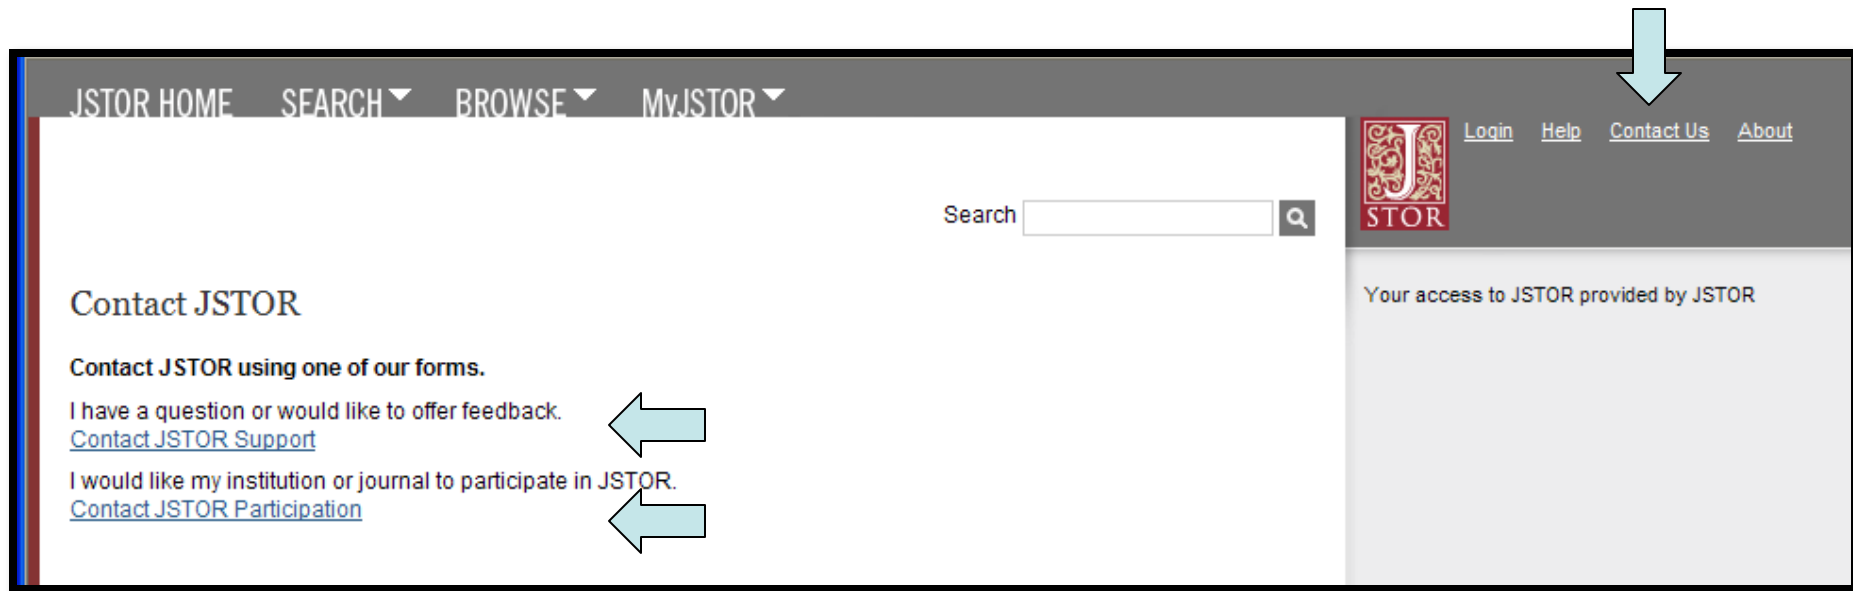 JSTOR HOME SEARCH BROWSE MyJSTOR
J
STOR
Login Help Contact Us About
Search
Your access to JSTOR provided by JSTOR
Contact JSTOR
Contact JSTOR using one of our forms.
I have a question or would like to offer feedback.
Contact JSTOR Support
I would like my institution or journal to participate in JSTOR.
Contact JSTOR Participation